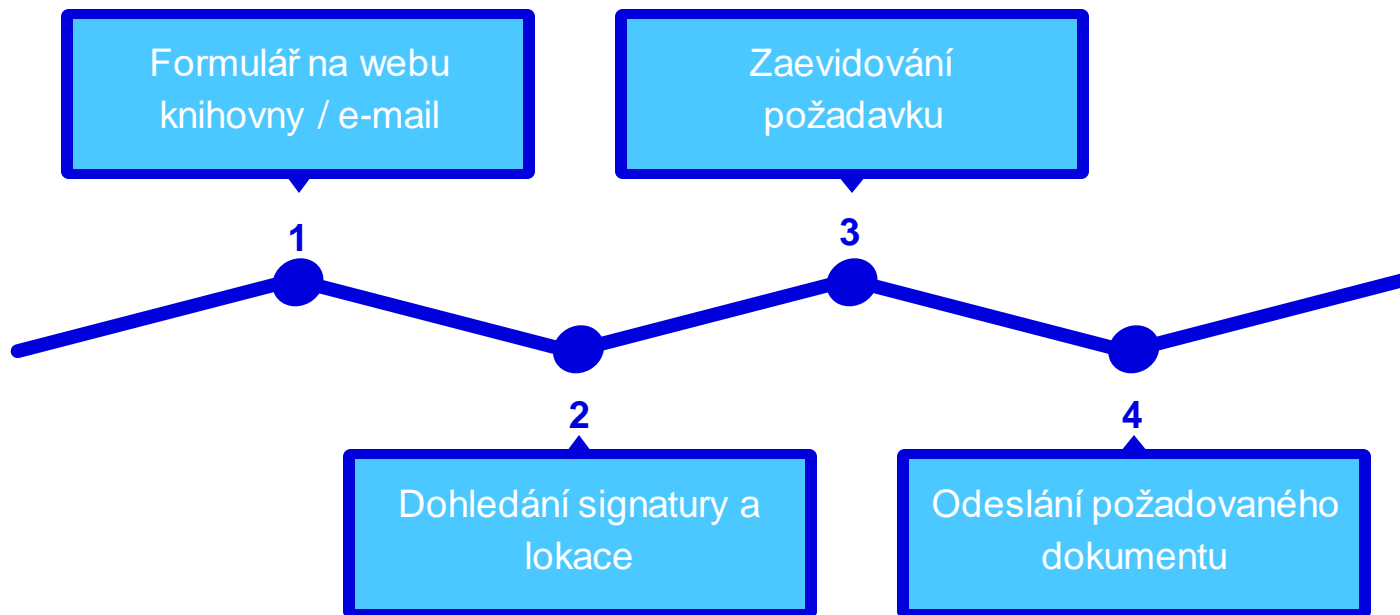 Formulář na webu
knihovny / e-mail
1
Dohledání signatury a
lokace
2
Zaevidování
požadavku
3
Odeslání požadovaného
dokumentu
4